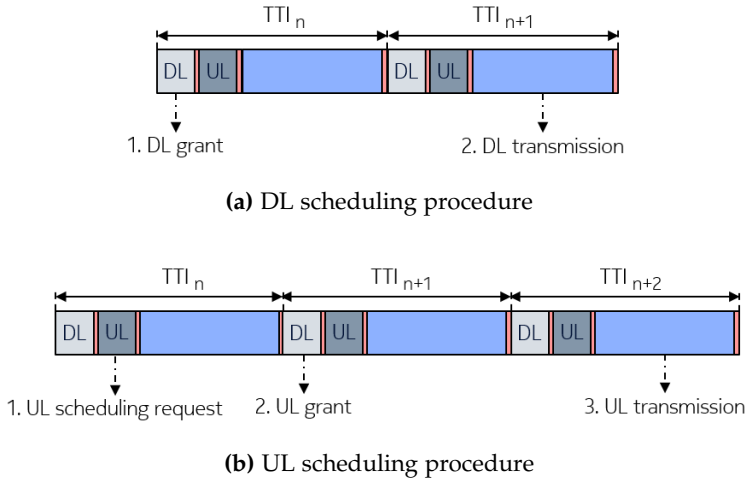 TTI n TTI n+1
DL UL DL UL
1. DL grant 2. DL transmission
(a) DL scheduling procedure
TTI n TTI n+1 TTI n+2
DL UL DL UL DL UL
1. UL scheduling request 2. UL grant 3. UL transmission
(b) UL scheduling procedure